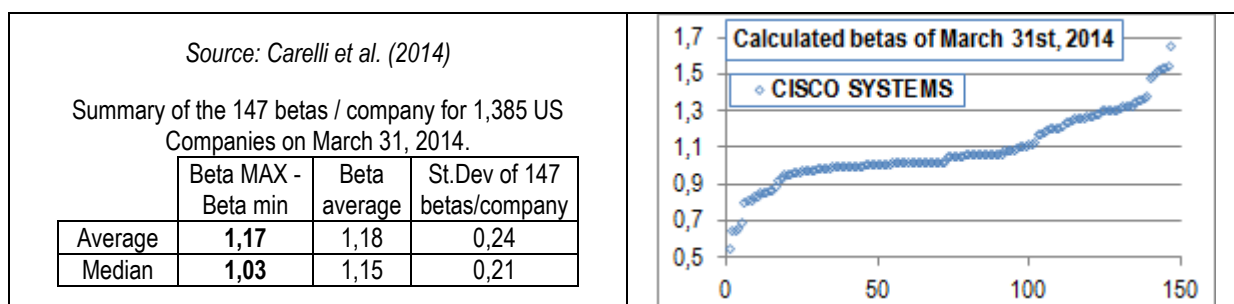 Source: Carelli et al. (2014)
Summary of the 147 betas / company for 1,385 US
Companies on March 31, 2014.
Beta MAX - Beta St.Dev of 147
Beta min average betas/company
Average 1,17 1,18 0,24
Median 1,03 1,15 0,21
Calculated betas of March 31st, 2014
CISCO SYSTEMS
1,7
1,5
1,3
1,1
0,9
0,7
0,5
0 50 100 150